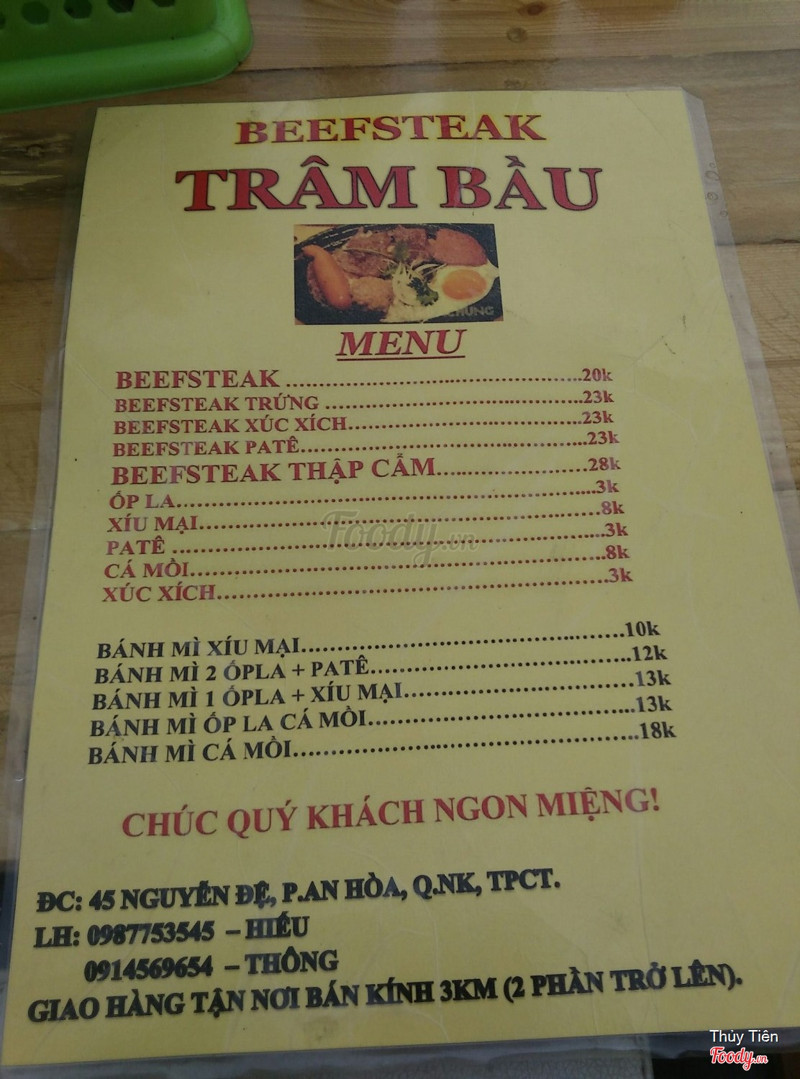 BEEFSTEAK
TRÂM BẦU
CHUNG
MENU
BEEFSTEAK ..........20k
BEEFSTEAK TRỨNG ..........23k
BEEFSTEAK XÚC XÍCH..........23k
BEEFSTEAK PATÊ..........23k
BEEFSTEAK THẬP CẨM..........28k
ỐP LA..........3k
XÍU MẠI..........8k
PATÊ ..........3k
CÁ MÒI..........8k
XÚC XÍCH..........3k
Foody.vn
BÁNH MÌ XÍU MẠI..........10k
BÁNH MÌ 2 ỐPLA + PATÊ..........12k
BÁNH MÌ 1 ỐPLA + XÍU MẠI..........13k
BÁNH MÌ ỐP LA CÁ MÒI..........13k
BÁNH MÌ CÁ MÒI..........18k
CHÚC QUÝ KHÁCH NGON MIỆNG!
ĐC: 45 NGUYỄN ĐỆ, P.AN HÒA, Q.NK, TPCT.
LH: 0987753545 – HIẾU
0914569654 – THÔNG
GIAO HÀNG TẬN NƠI BÁN KÍNH 3KM (2 PHẦN TRỞ LÊN).
Thủy Tiên
Foody.vn